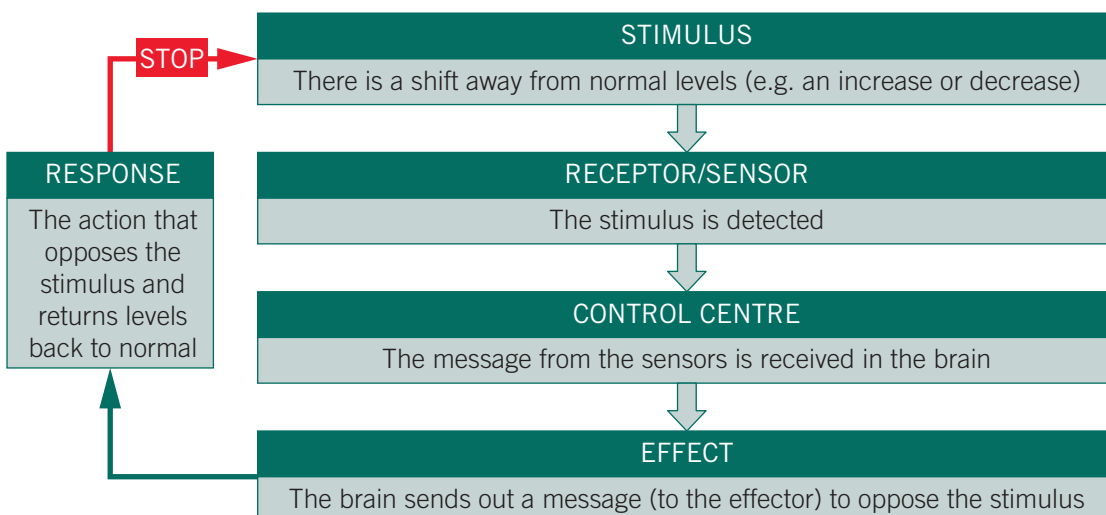 STIMULUS
There is a shift away from normal levels (e.g. an increase or decrease)
STOP
RECEPTOR/SENSOR
The stimulus is detected
CONTROL CENTRE
The message from the sensors is received in the brain
EFFECT
The brain sends out a message (to the effector) to oppose the stimulus
RESPONSE
The action that
opposes the
stimulus and
returns levels
back to normal